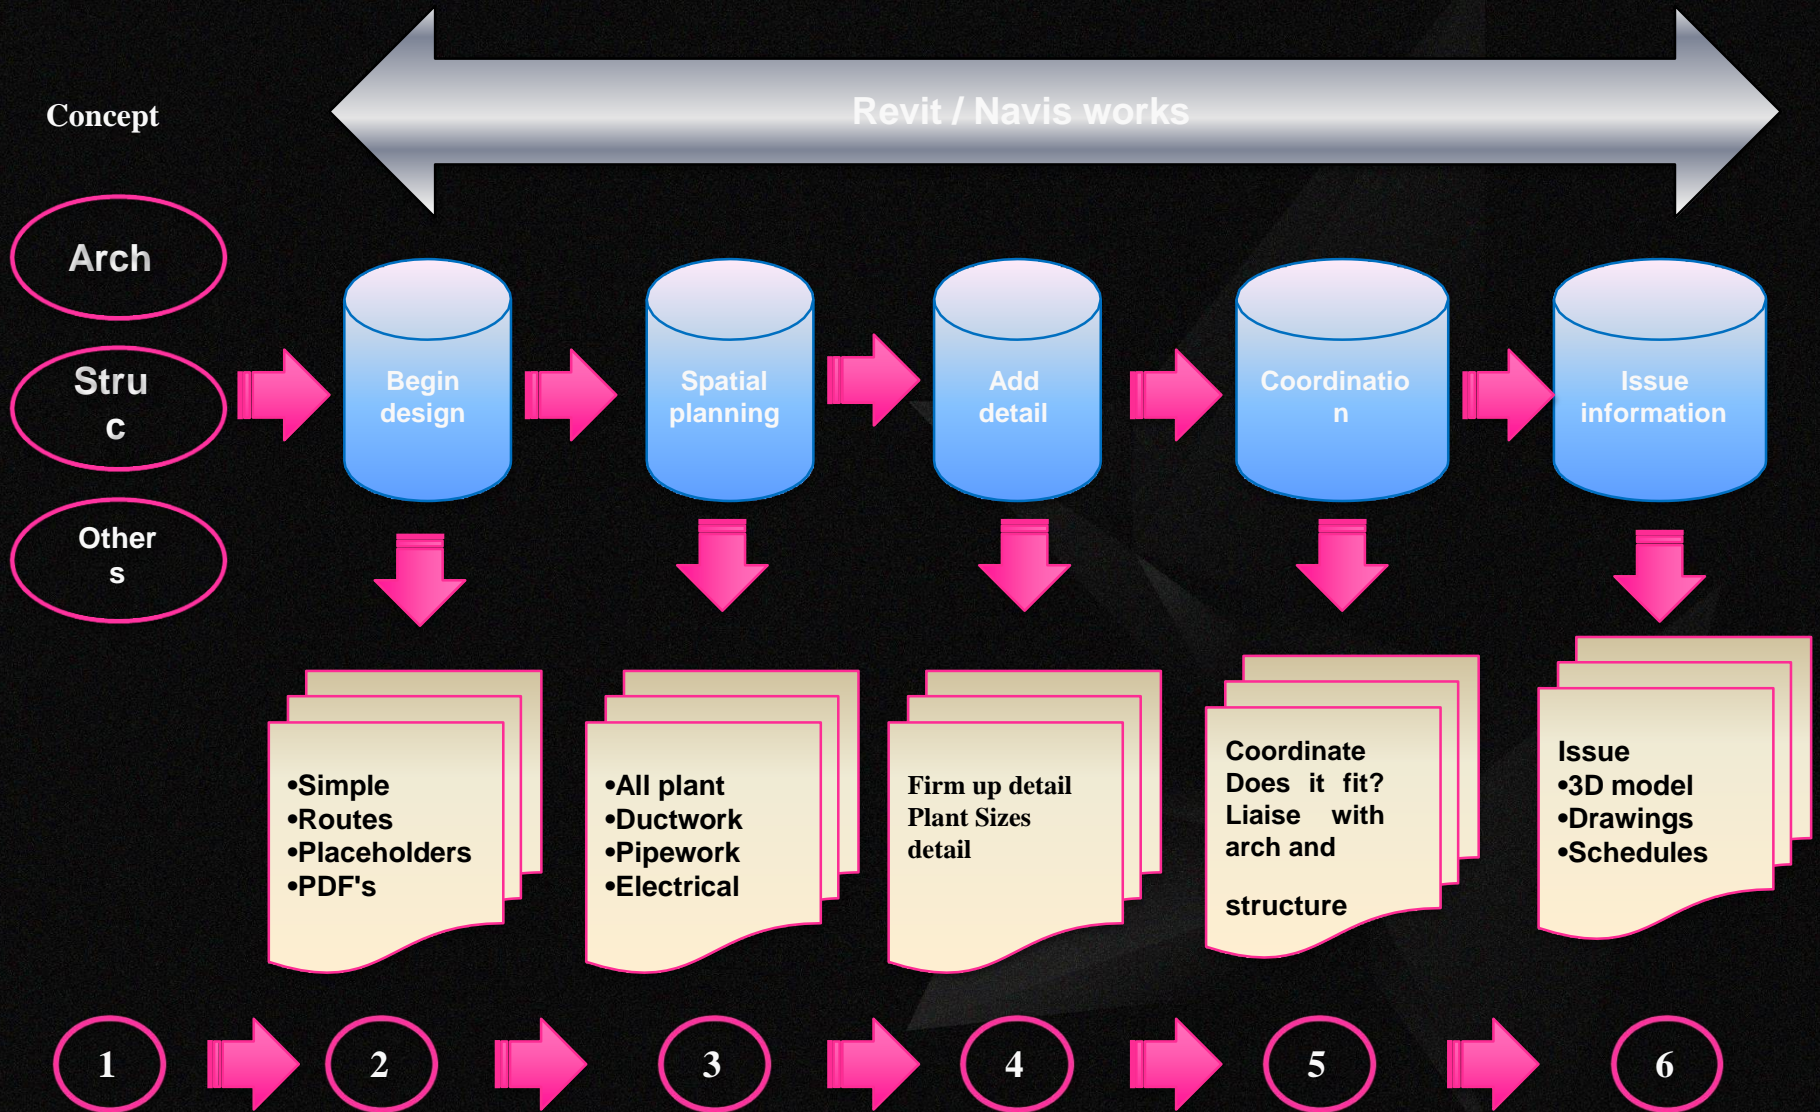 Revit / Navis works
Concept
Arch
Stru
c
Other
s
Begin
design
Spatial
planning
Add
detail
Coordinatio
n
Issue
information
•Simple
•Routes
•Placeholders
•PDF's
•All plant
•Ductwork
•Pipework
•Electrical
Firm up detail
Plant Sizes
detail
Coordinate
Does it fit?
Liaise with
arch and
structure
Issue
•3D model
•Drawings
•Schedules
1
2
3
4
5
6